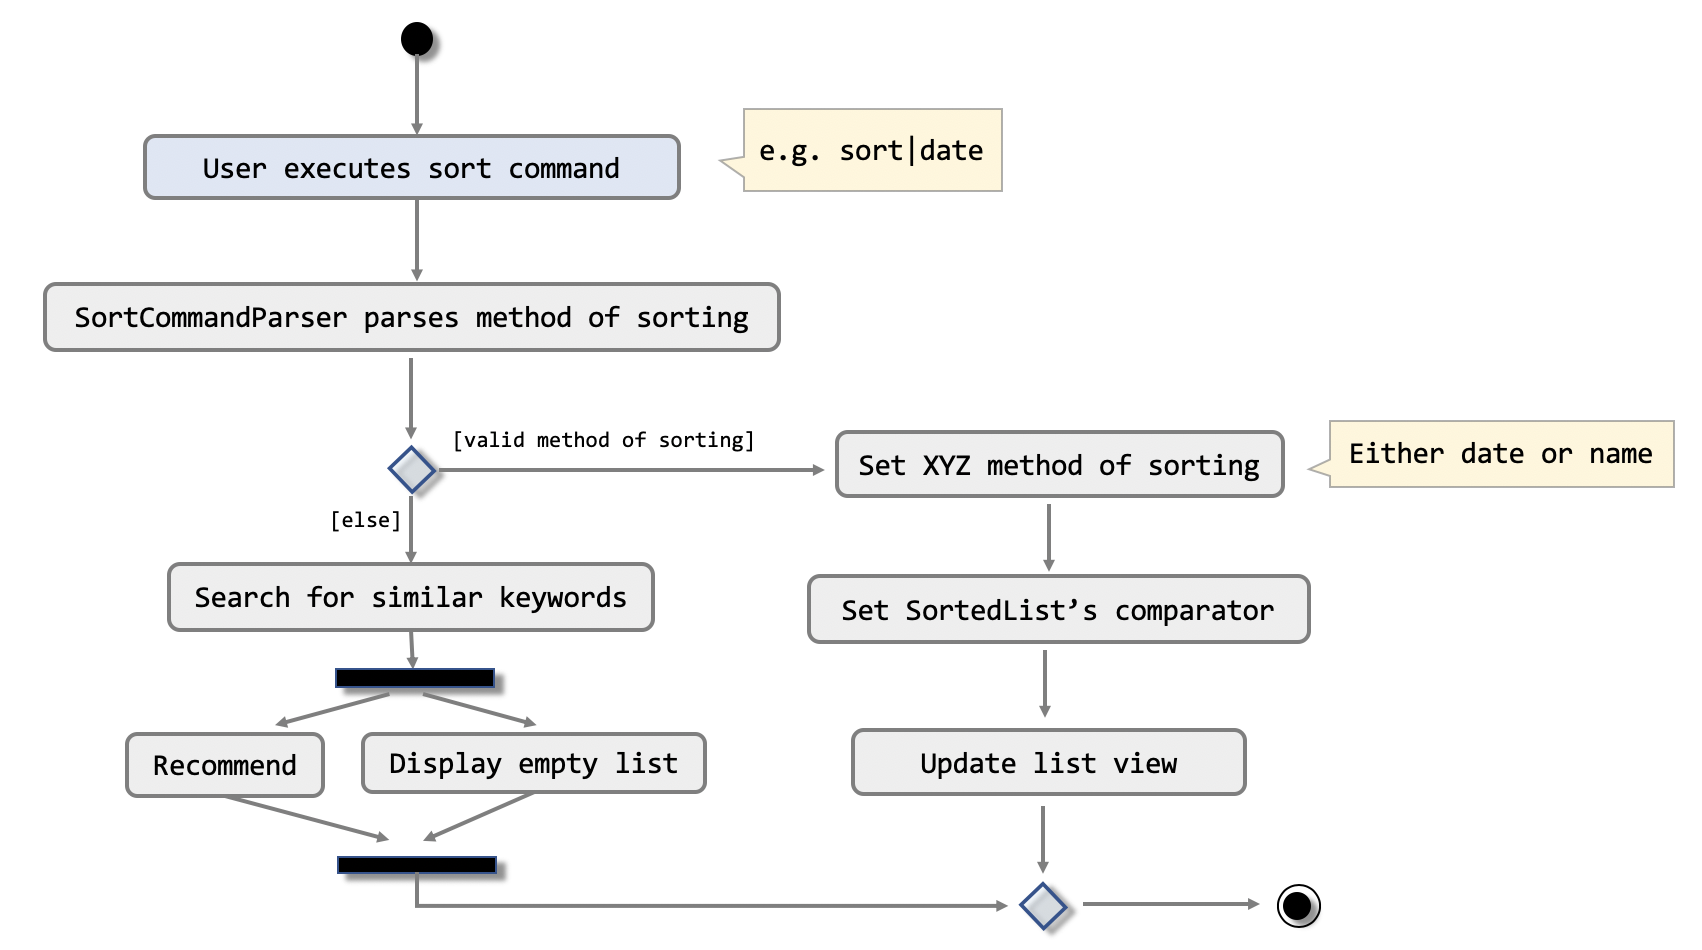 User executes sort command
e.g. sort|date
SortCommandParser parses method of sorting
[valid method of sorting]
Set XYZ method of sorting
Either date or name
[else]
Search for similar keywords
Set SortedList’s comparator
Recommend
Display empty list
Update list view